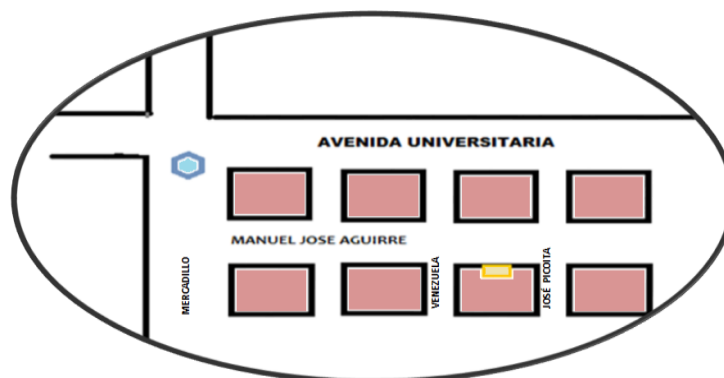 AVENIDA UNIVERSITARIA
MANUEL JOSE AGUIRRE
MERCADILLO
VENEZUELA
JOSÉ PICOITA